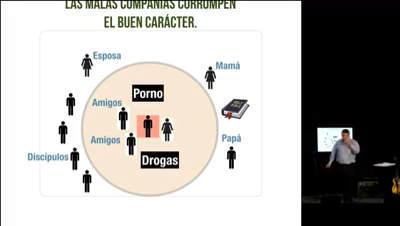 LAS MALAS COMPAÑIAS CORROMPEN
EL BUEN CARÁCTER.
Esposa
Mamá
Porno
Amigos
Amigos
Papá
Discípulos
Drogas